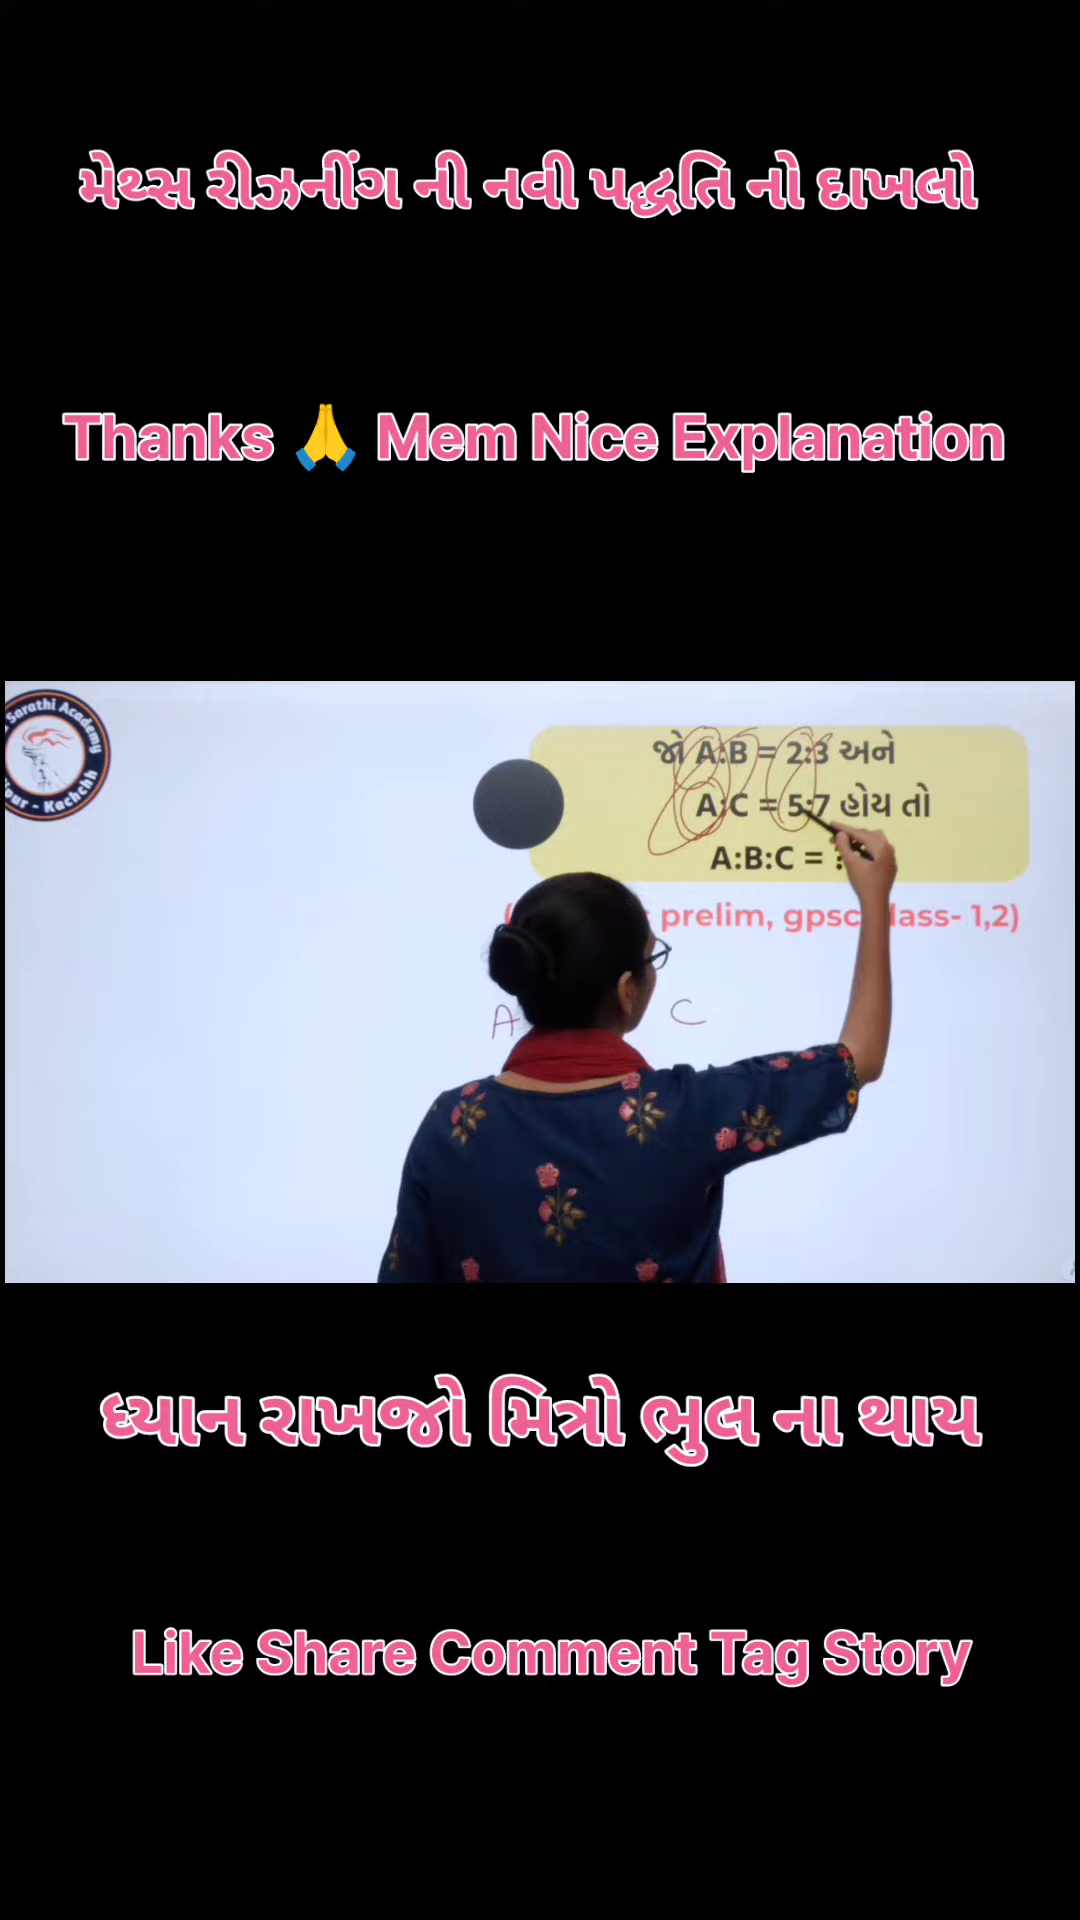 મેથ્સ રીઝનીંગ ની નવી પદ્ધતિ નો દાખલો
Thanks 🙏 Mem Nice Explanation
Sarathi Academy
Kachchh
જો A:B = 2:3 અને
A:C = 5:7 હોય તો
A:B:C = ?
prelim, gpsc 1,2)
A C
ધ્યાન રાખજો મિત્રો ભુલ ના થાય
Like Share Comment Tag Story